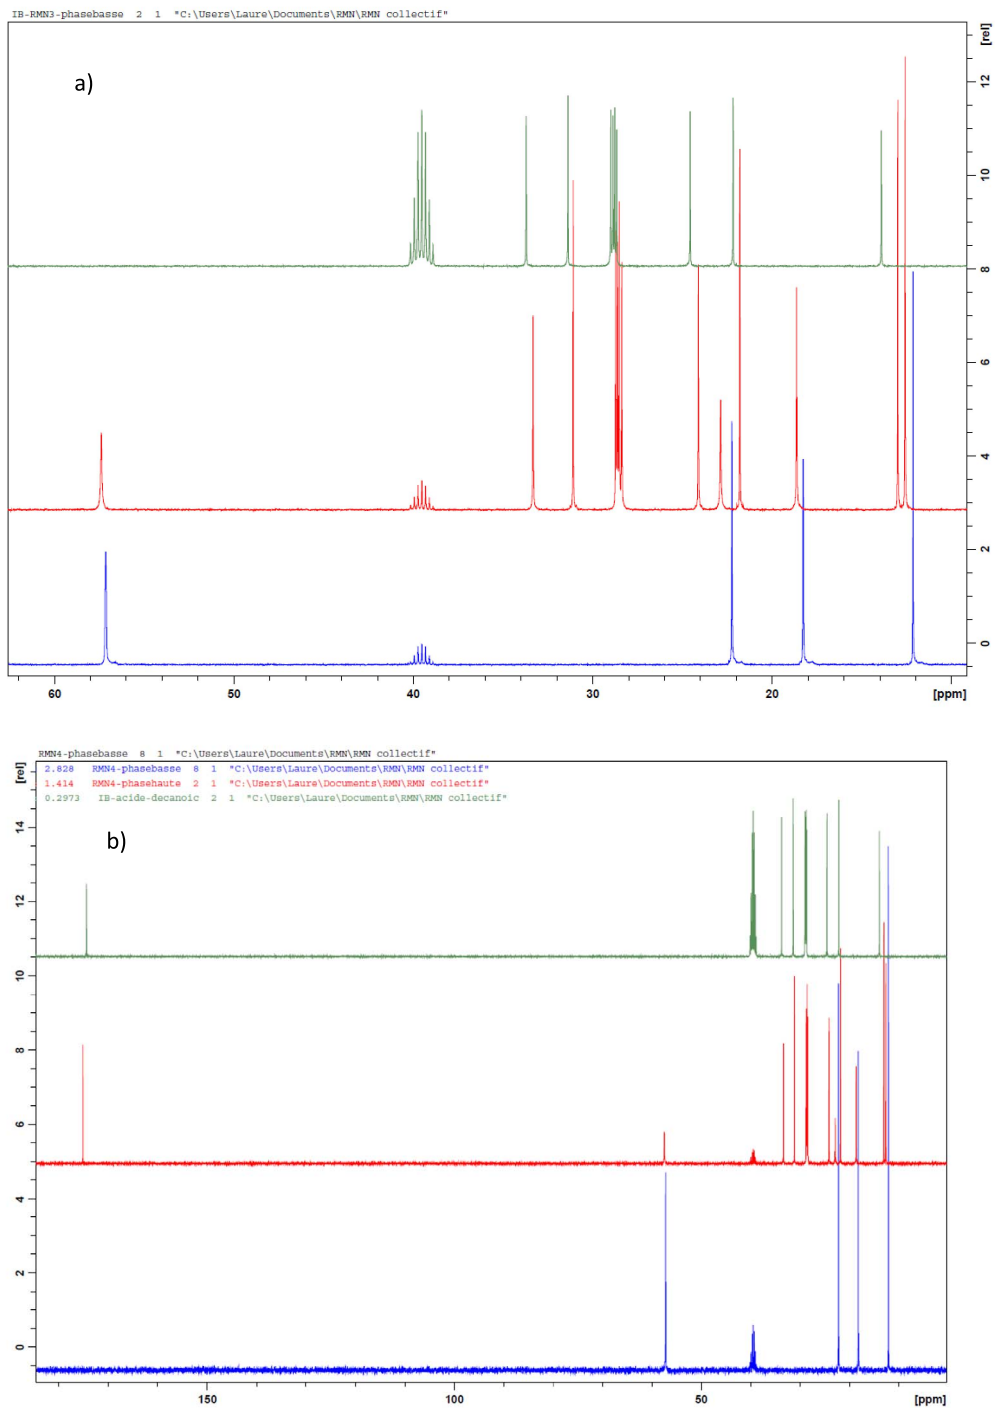 IB-RMN3-phasebasse 2 1 "C:\Users\Laure\Documents\RMN\RMN collectif"
a)
[rel]
12
10
8
6
4
2
0
60 50 40 30 20 [ppm]
RMN4-phasebasse 8 1 "C:\Users\Laure\Documents\RMN\RMN collectif"
2.828 RMN4-phasebasse 8 1 "C:\Users\Laure\Documents\RMN\RMN collectif"
1.414 RMN4-phasehaute 2 1 "C:\Users\Laure\Documents\RMN\RMN collectif"
0.2973 IB-acide-decanoic 2 1 "C:\Users\Laure\Documents\RMN\RMN collectif"
b)
[rel]
14
12
10
8
6
4
2
0
150 100 50 [ppm]